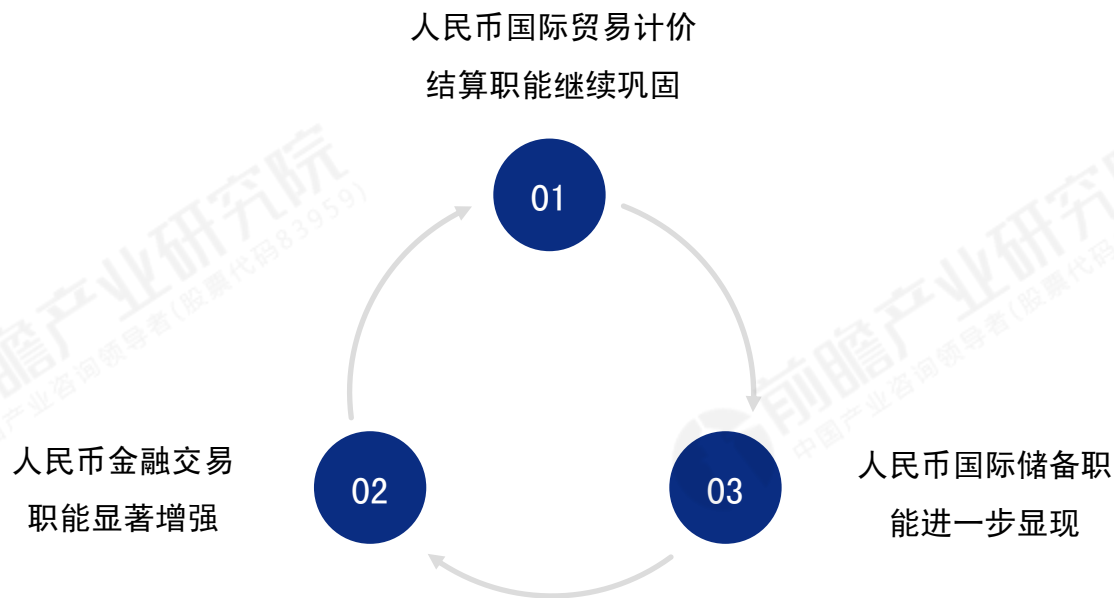 人民币国际贸易计价
结算职能继续巩固
01
人民币金融交易
职能显著增强
02
03
人民币国际储备职
能进一步显现
前瞻产业研究院
中国产业咨询领导者(股票代码83959)
前瞻产业研究
中国产业咨询领导者(股票代码